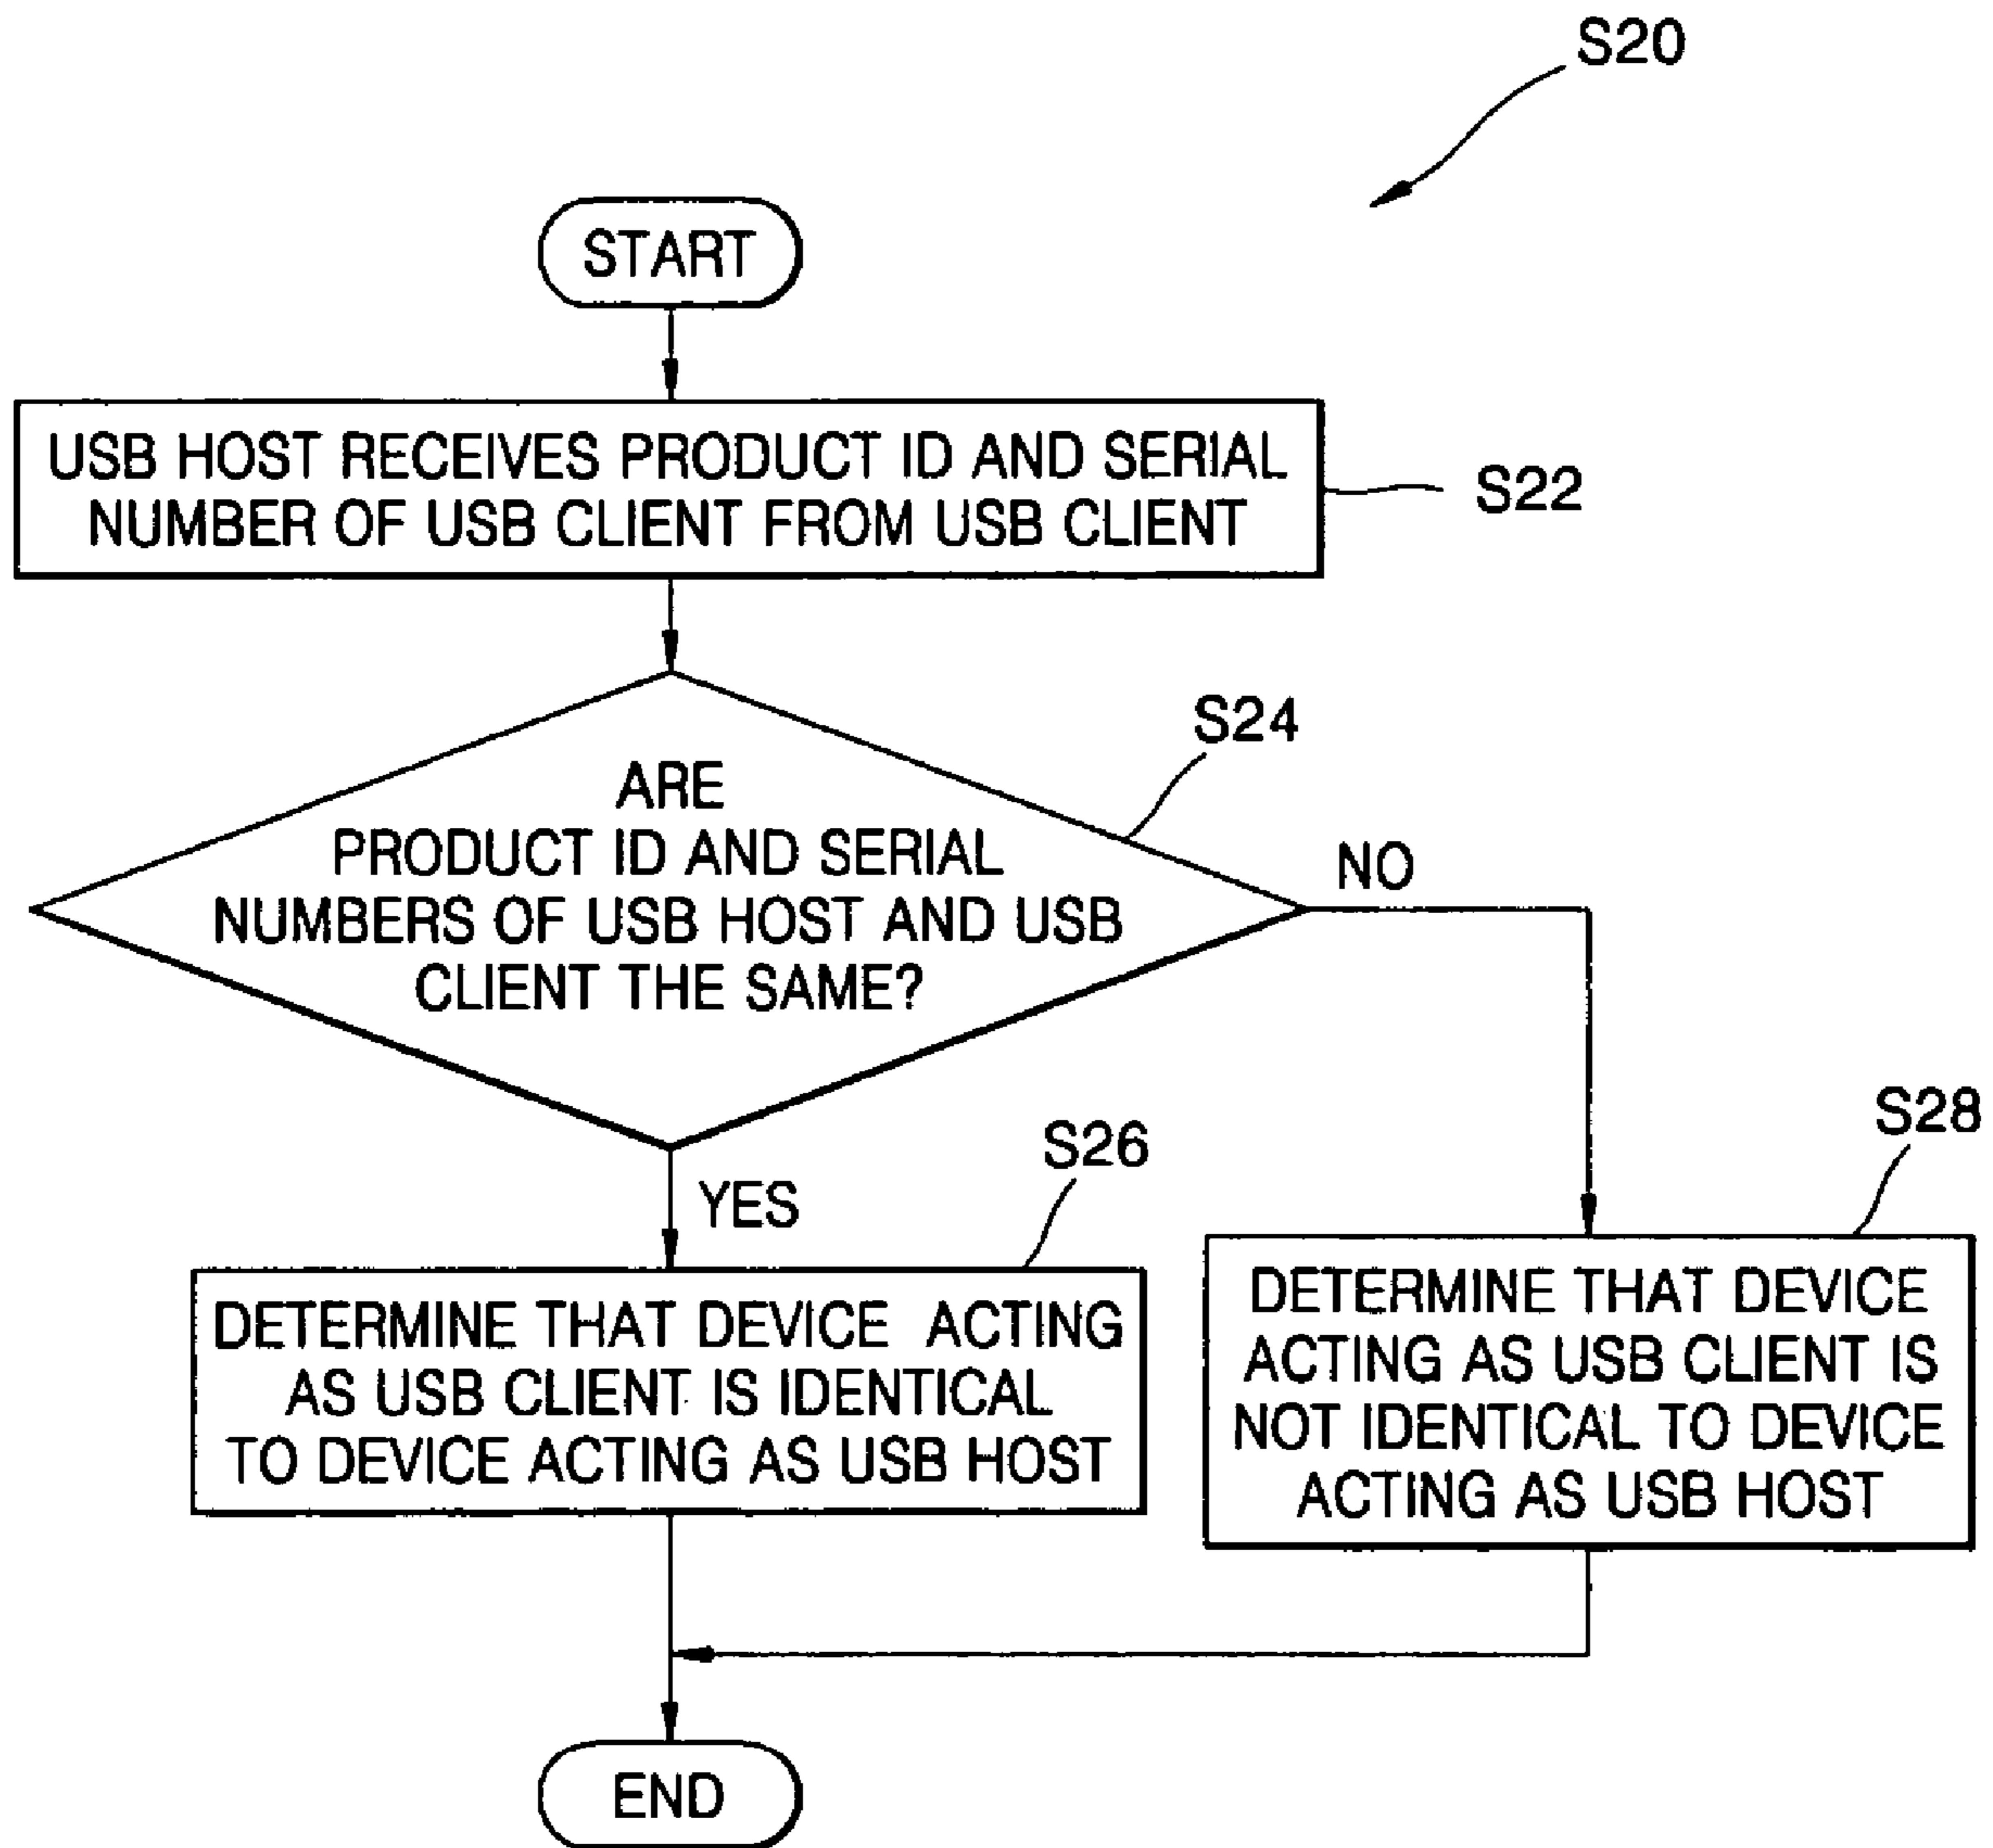 S20
START
USB HOST RECEIVES PRODUCT ID AND SERIAL
NUMBER OF USB CLIENT FROM USB CLIENT
S22
S24
ARE
PRODUCT ID AND SERIAL
NUMBERS OF USB HOST AND USB
CLIENT THE SAME?
NO
YES
S26
DETERMINE THAT DEVICE ACTING
AS USB CLIENT IS IDENTICAL
TO DEVICE ACTING AS USB HOST
S28
DETERMINE THAT DEVICE
ACTING AS USB CLIENT IS
NOT IDENTICAL TO DEVICE
ACTING AS USB HOST
END